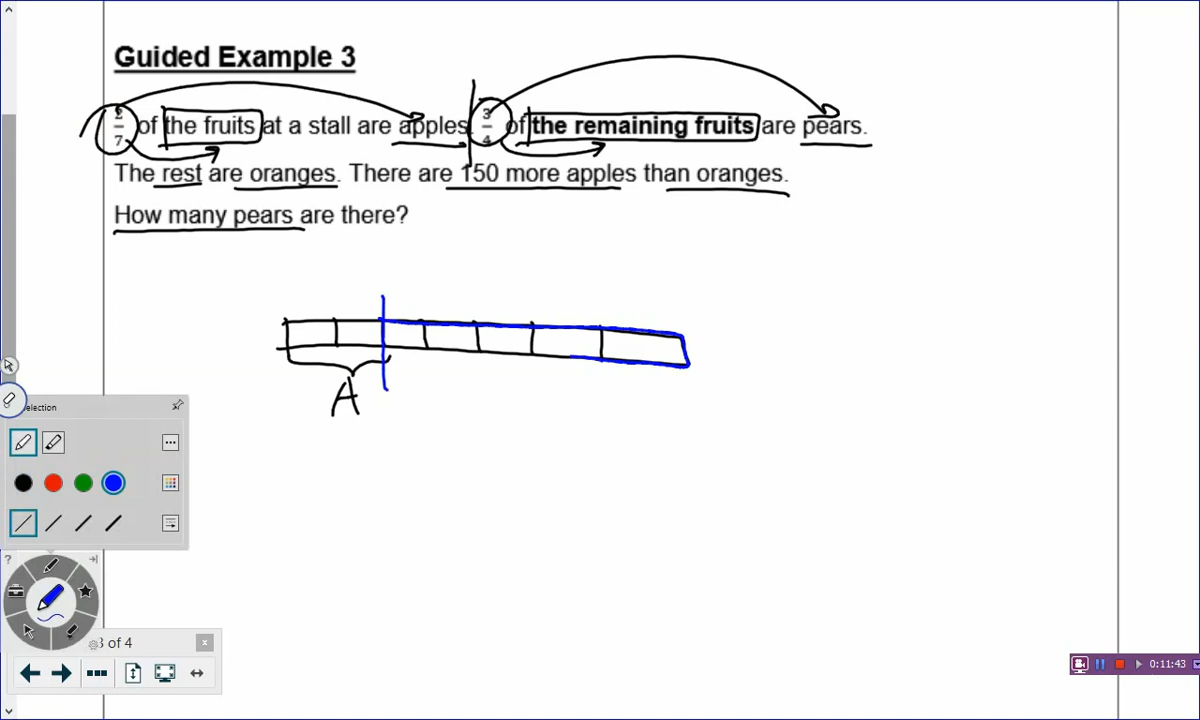 Guided Example 3
2/7 of the fruits at a stall are apples. 3/4 of the remaining fruits are pears.
The rest are oranges. There are 150 more apples than oranges.
How many pears are there?
A
election
...
?
3 of 4
x
0:11:43